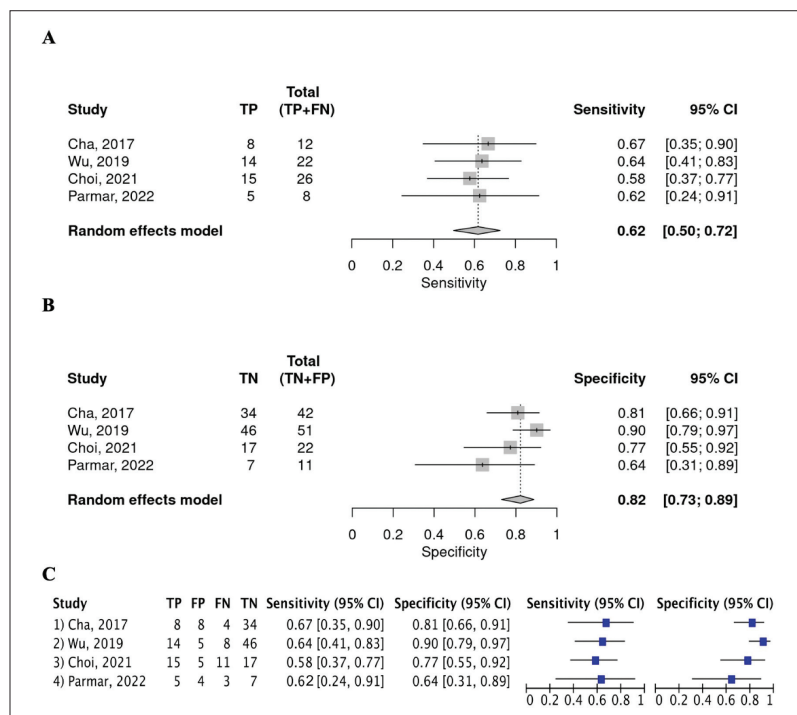 A
Total
Study TP (TP+FN) Sensitivity 95% CI
Cha, 2017 8 12 0.67 [0.35; 0.90]
Wu, 2019 14 22 0.64 [0.41; 0.83]
Choi, 2021 15 26 0.58 [0.37; 0.77]
Parmar, 2022 5 8 0.62 [0.24; 0.91]
Random effects model 0.62 [0.50; 0.72]
0 0.2 0.4 0.6 0.8 1
Sensitivity
B
Total
Study TN (TN+FP) Specificity 95% CI
Cha, 2017 34 42 0.81 [0.66; 0.91]
Wu, 2019 46 51 0.90 [0.79; 0.97]
Choi, 2021 17 22 0.77 [0.55; 0.92]
Parmar, 2022 7 11 0.64 [0.31; 0.89]
Random effects model 0.82 [0.73; 0.89]
0 0.2 0.4 0.6 0.8 1
Specificity
C
Study TP FP FN TN Sensitivity (95% CI) Specificity (95% CI) Sensitivity (95% CI) Specificity (95% CI)
1) Cha, 2017 8 8 4 34 0.67 [0.35, 0.90] 0.81 [0.66, 0.91]
2) Wu, 2019 14 5 8 46 0.64 [0.41, 0.83] 0.90 [0.79, 0.97]
3) Choi, 2021 15 5 11 17 0.58 [0.37, 0.77] 0.77 [0.55, 0.92]
4) Parmar, 2022 5 4 3 7 0.62 [0.24, 0.91] 0.64 [0.31, 0.89]
0 0.2 0.4 0.6 0.8 1 0 0.2 0.4 0.6 0.8 1